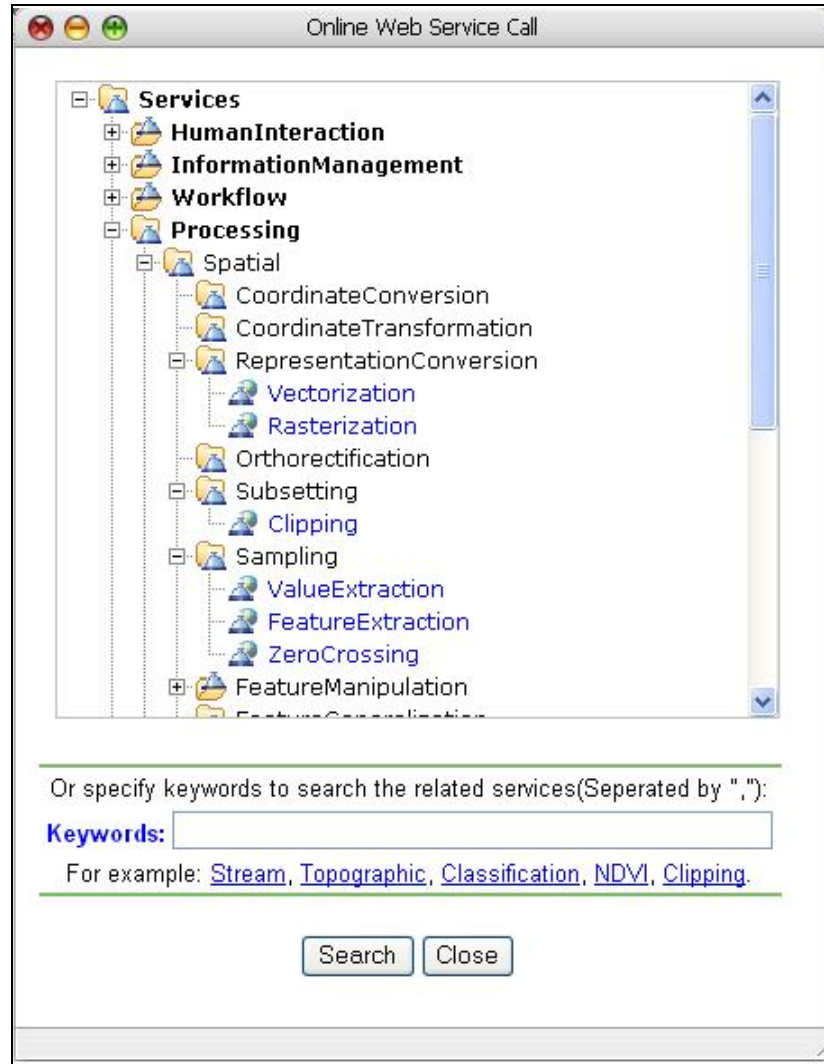 Online Web Service Call
Services
HumanInteraction
InformationManagement
Workflow
Processing
Spatial
CoordinateConversion
CoordinateTransformation
RepresentationConversion
Vectorization
Rasterization
Orthorectification
Subsetting
Clipping
Sampling
ValueExtraction
FeatureExtraction
ZeroCrossing
FeatureManipulation
FeatureGeneralization
Or specify keywords to search the related services(Seperated by ","):
Keywords:
For example: Stream, Topographic, Classification, NDVI, Clipping.
Search Close